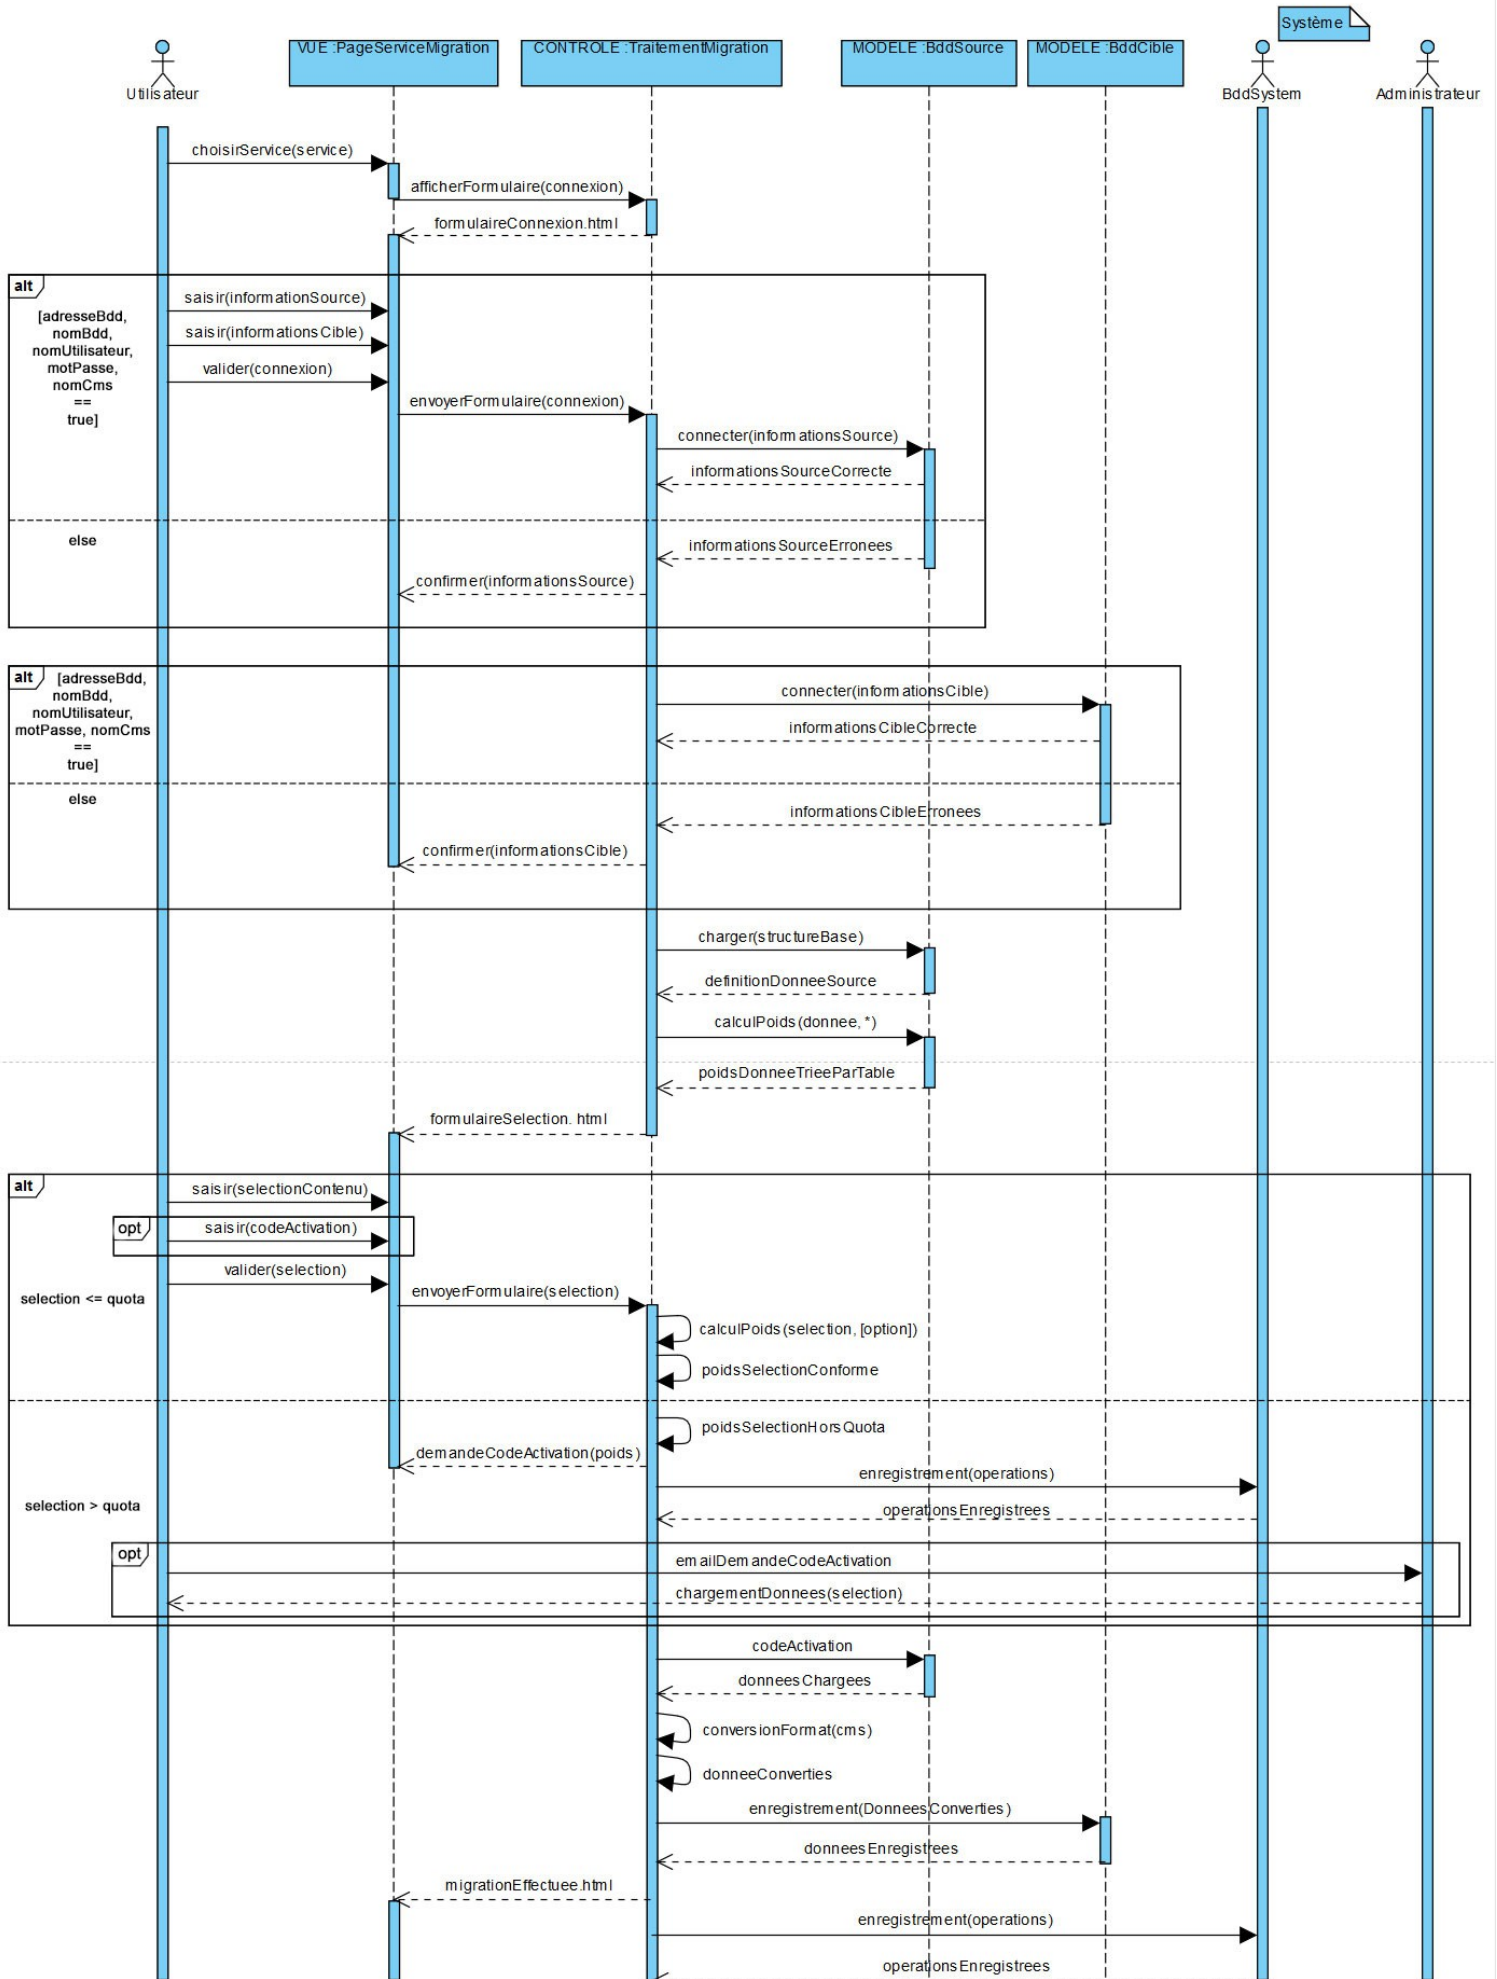 Système
VUE :PageServiceMigration
CONTROLE :TraitementMigration
MODELE :BddSource
MODELE :BddCible
Utilisateur
BddSystem
Administrateur
choisirService(service)
afficherFormulaire(connexion)
formulaireConnexion.html
alt
[adresseBdd,
nomBdd,
nomUtilisateur,
motPasse,
nomCms
==
true]
saisir(informationSource)
saisir(informationsCible)
valider(connexion)
envoyerFormulaire(connexion)
connecter(informationsSource)
informationsSourceCorrecte
else
informationsSourceErronees
confirmer(informationsSource)
alt
[adresseBdd,
nomBdd,
nomUtilisateur,
motPasse, nomCms
==
true]
connecter(informationsCible)
informationsCibleCorrecte
else
informationsCibleErronees
confirmer(informationsCible)
charger(structureBase)
definitionDonneeSource
calculPoids(donnee, *)
poidsDonneeTrieeParTable
formulaireSelection. html
alt
saisir(selectionContenu)
opt
saisir(codeActivation)
valider(selection)
selection <= quota
envoyerFormulaire(selection)
calculPoids(selection, [option])
poidsSelectionConforme
poidsSelectionHorsQuota
demandeCodeActivation(poids)
enregistrement(operations)
selection > quota
operationsEnregistrees
opt
emailDemandeCodeActivation
chargementDonnees(selection)
codeActivation
donneesChargees
conversionFormat(cms)
donneeConverties
enregistrement(DonneesConverties)
donneesEnregistrees
migrationEffectuee.html
enregistrement(operations)
operationsEnregistrees